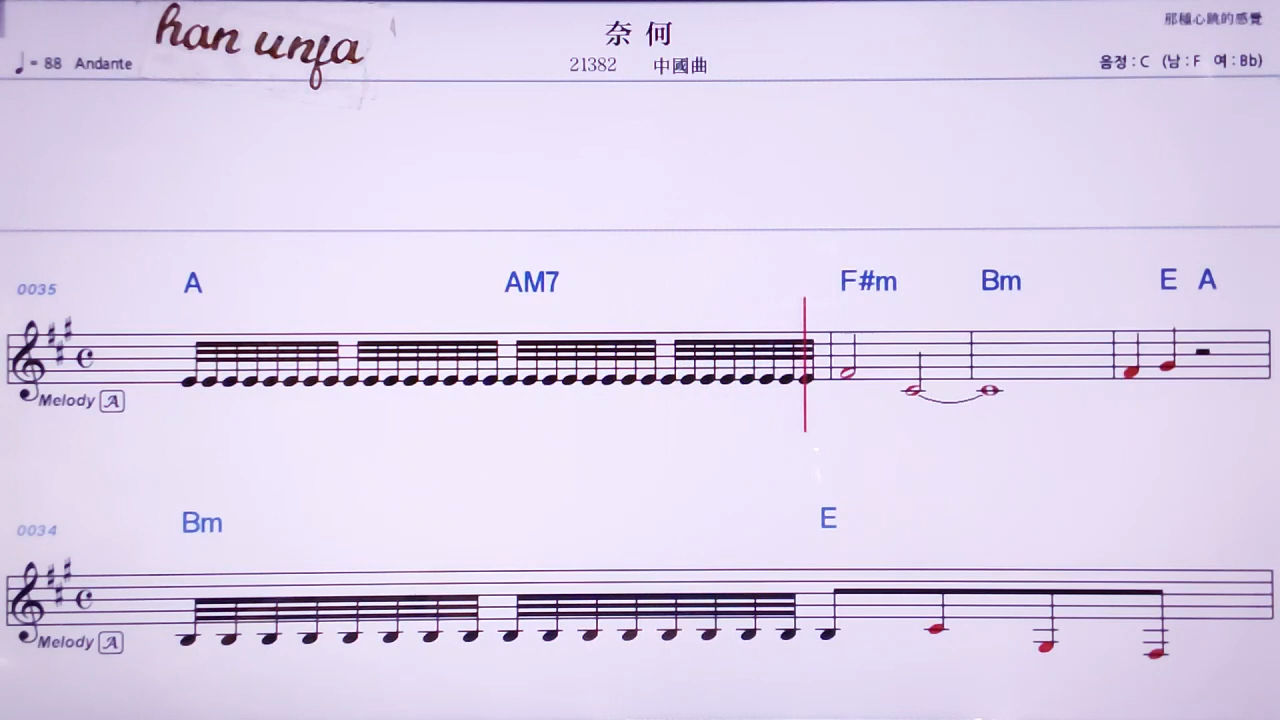 han unfa
奈何
那種心跳的感覺
♩= 88 Andante
21382 中國曲
음정 : C (남 : F 여 : Bb)
0035
A AM7 F#m Bm E A
Melody A
0034
Bm E
Melody A